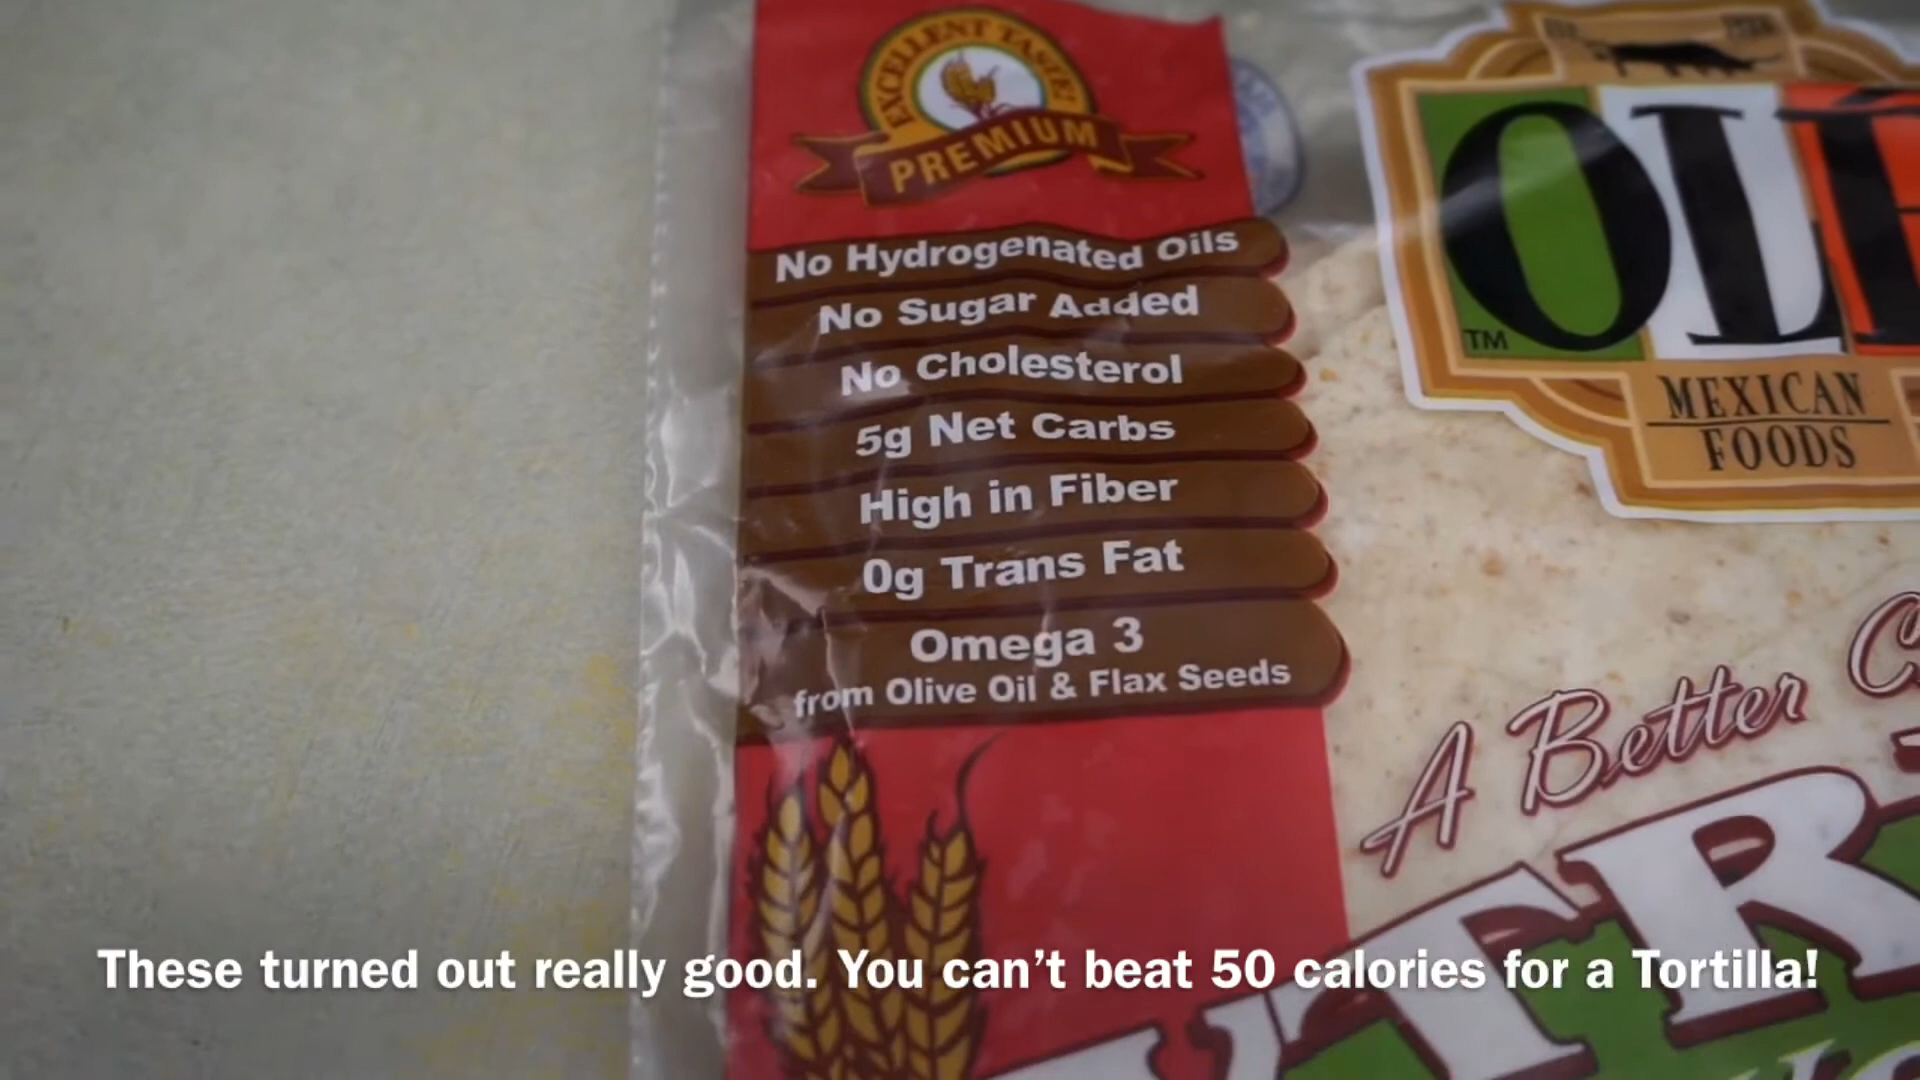 EXCELLENT TASTE!
PREMIUM
No Hydrogenated Oils
No Sugar Added
No Cholesterol
5g Net Carbs
High in Fiber
0g Trans Fat
Omega 3
from Olive Oil & Flax Seeds
OLÉ
TM
MEXICAN
FOODS
A Better
These turned out really good. You can't beat 50 calories for a Tortilla!